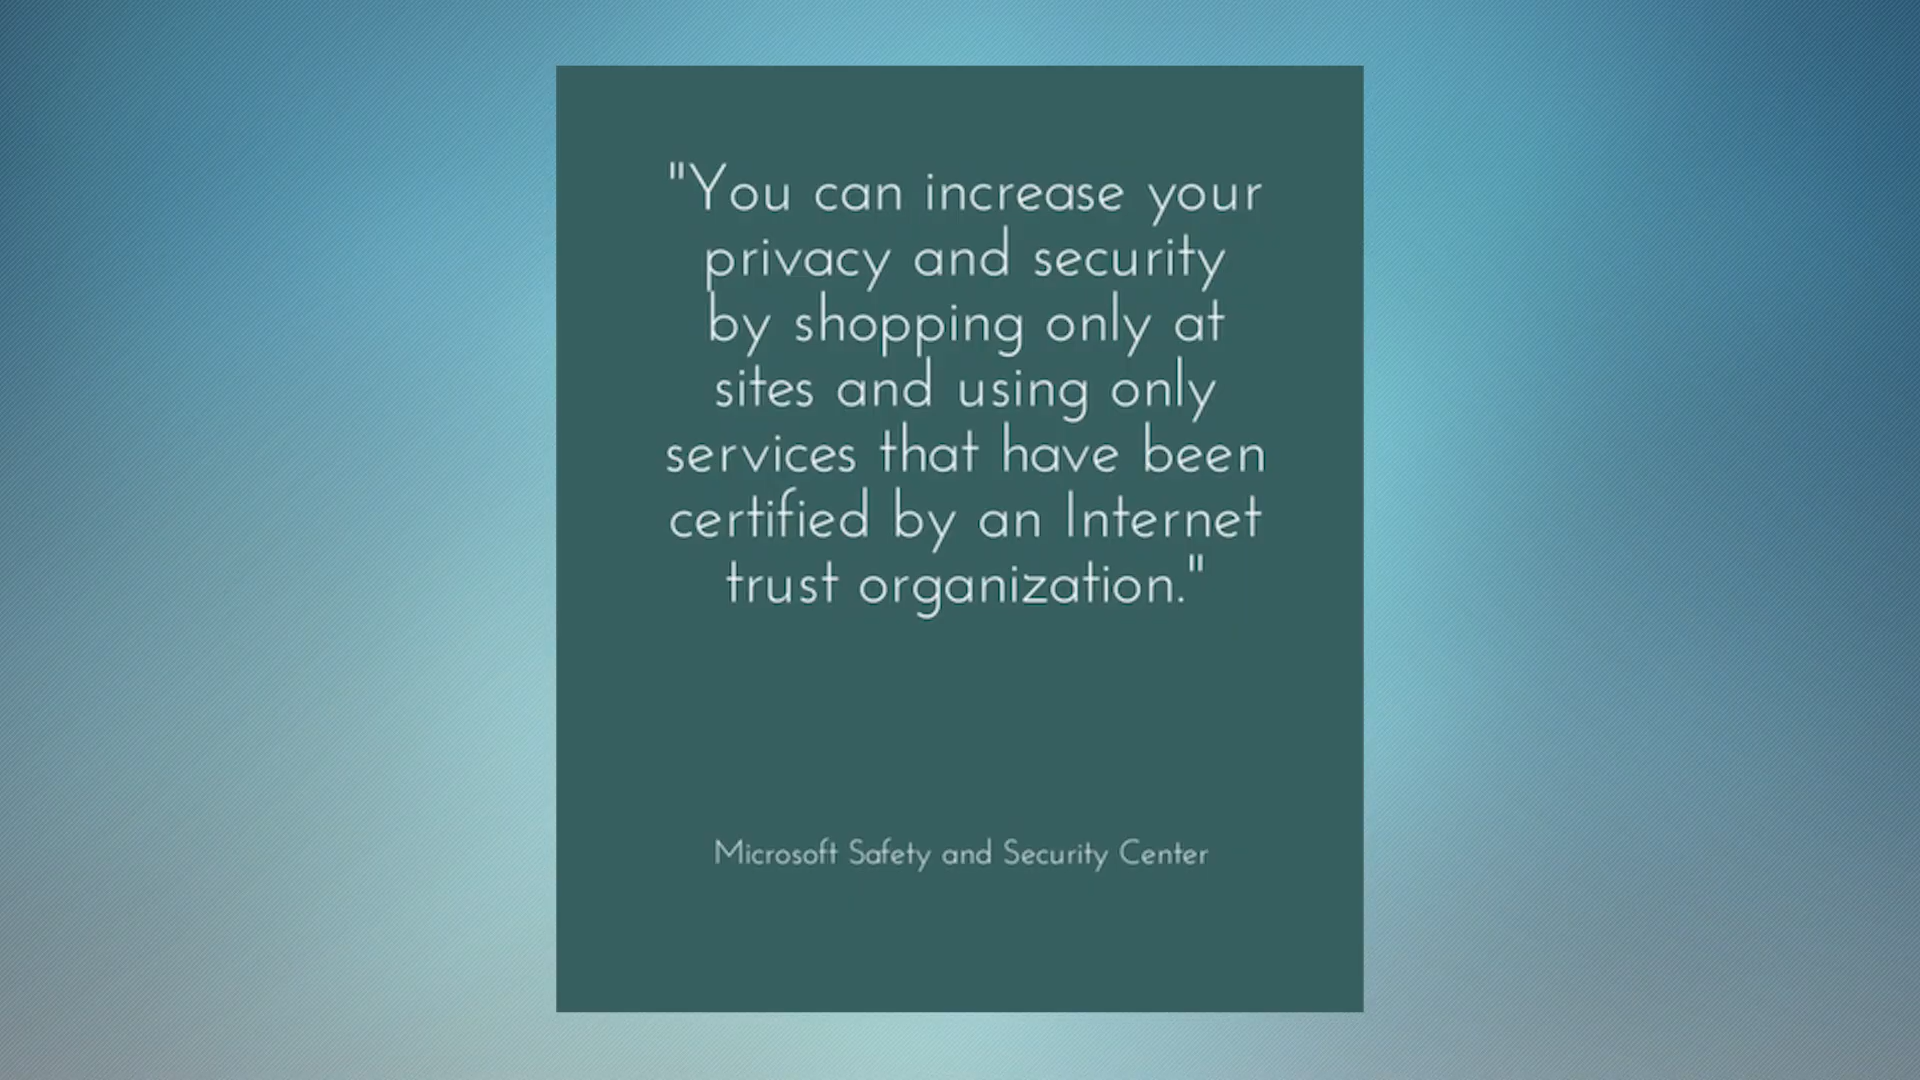 "You can increase your
privacy and security
by shopping only at
sites and using only
services that have been
certified by an Internet
trust organization."
Microsoft Safety and Security Center